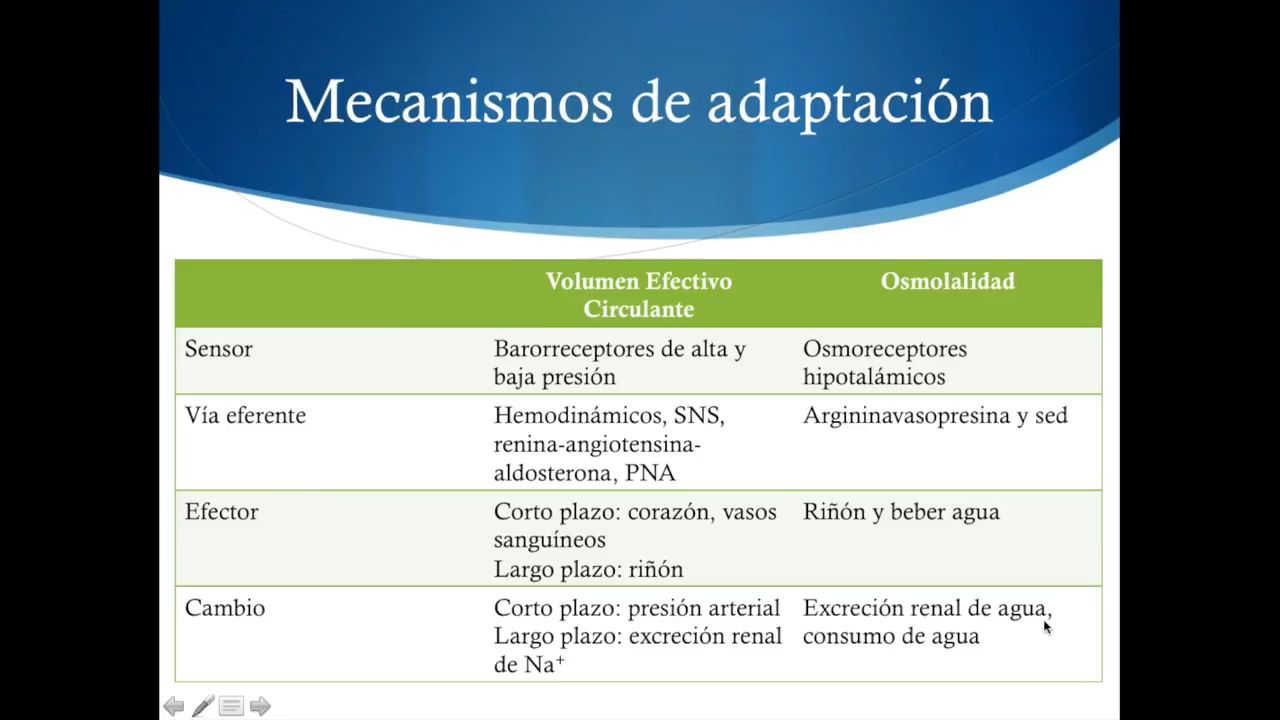 Mecanismos de adaptación
Volumen Efectivo
Circulante
Osmolalidad
Sensor
Barorreceptores de alta y
baja presión
Osmoreceptores
hipotalámicos
Vía eferente
Hemodinámicos, SNS,
renina-angiotensina-
aldosterona, PNA
Argininavasopresina y sed
Efector
Corto plazo: corazón, vasos
sanguíneos
Largo plazo: riñón
Riñón y beber agua
Cambio
Corto plazo: presión arterial
Largo plazo: excreción renal
de Na⁺
Excreción renal de agua,
consumo de agua